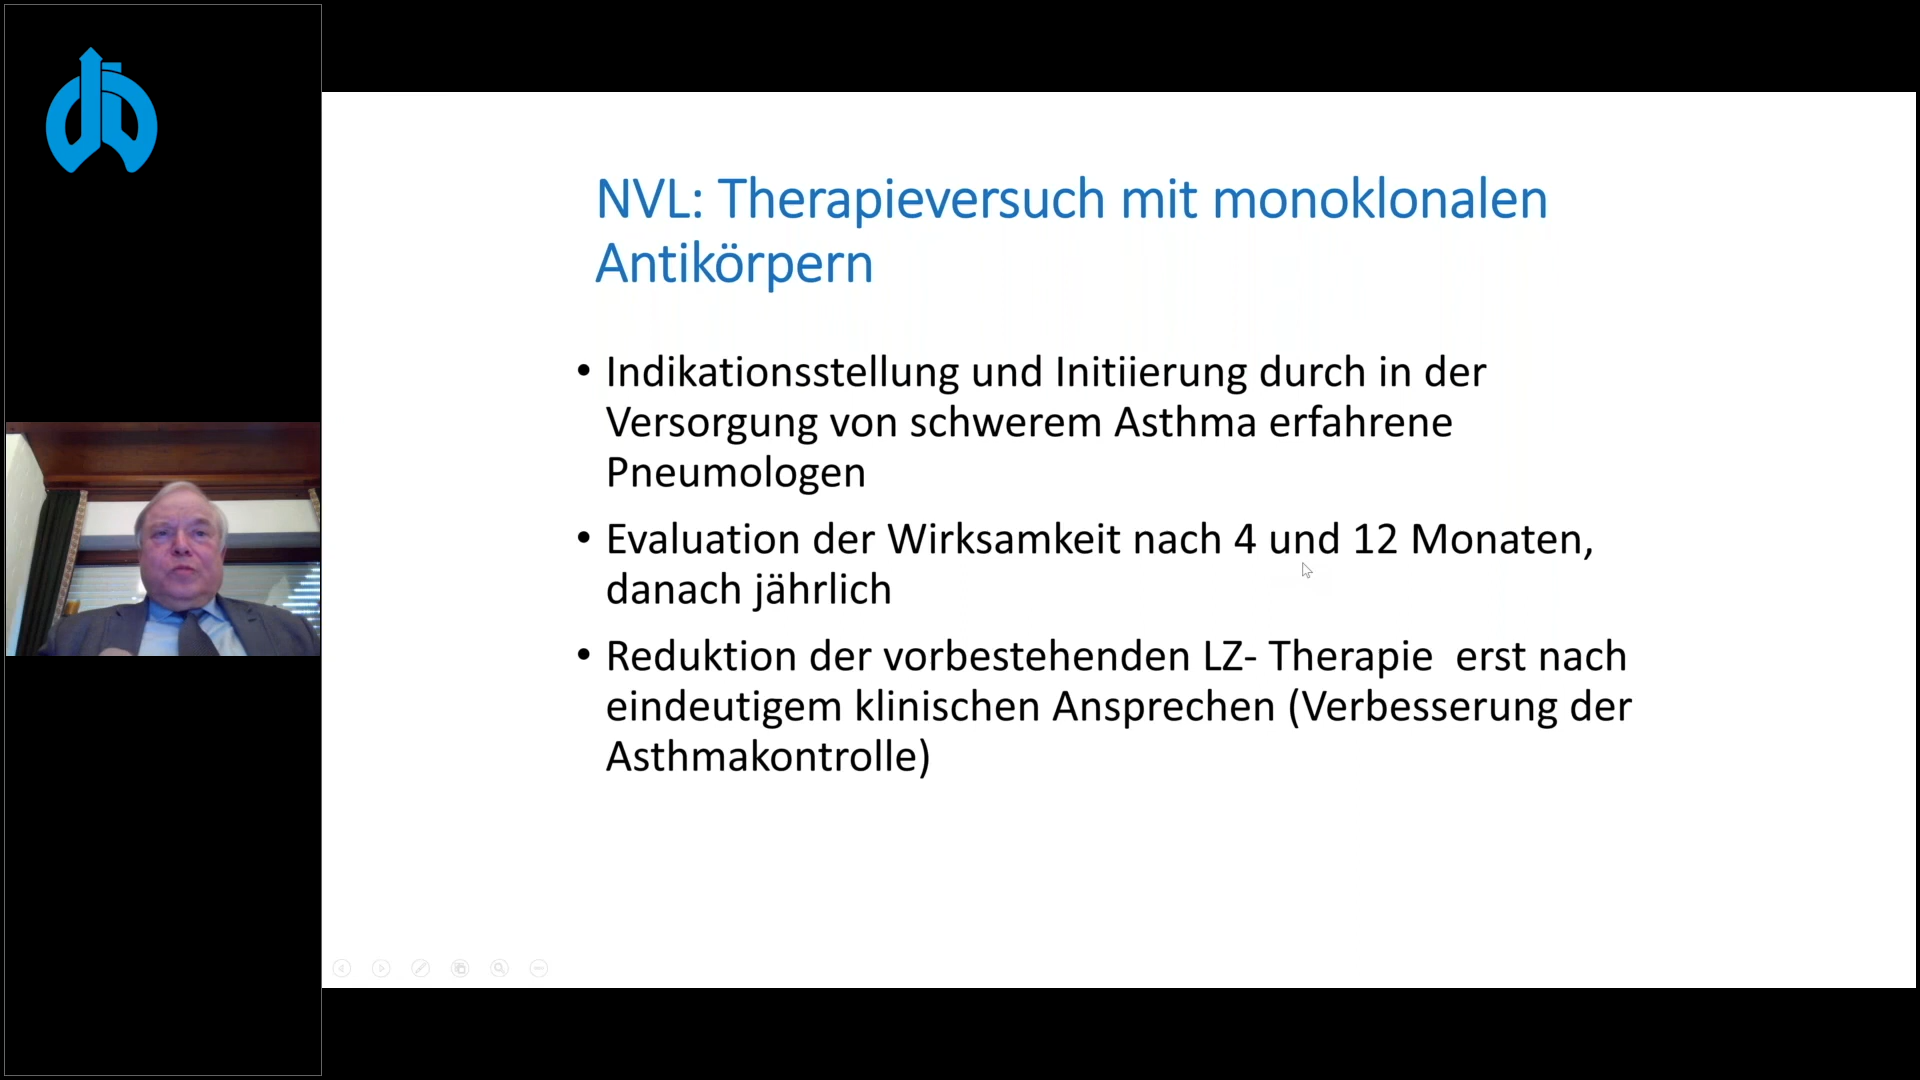 NVL: Therapieversuch mit monoklonalen
Antikörpern
• Indikationsstellung und Initiierung durch in der
Versorgung von schwerem Asthma erfahrene
Pneumologen
• Evaluation der Wirksamkeit nach 4 und 12 Monaten,
danach jährlich
• Reduktion der vorbestehenden LZ- Therapie  erst nach
eindeutigem klinischen Ansprechen (Verbesserung der
Asthmakontrolle)